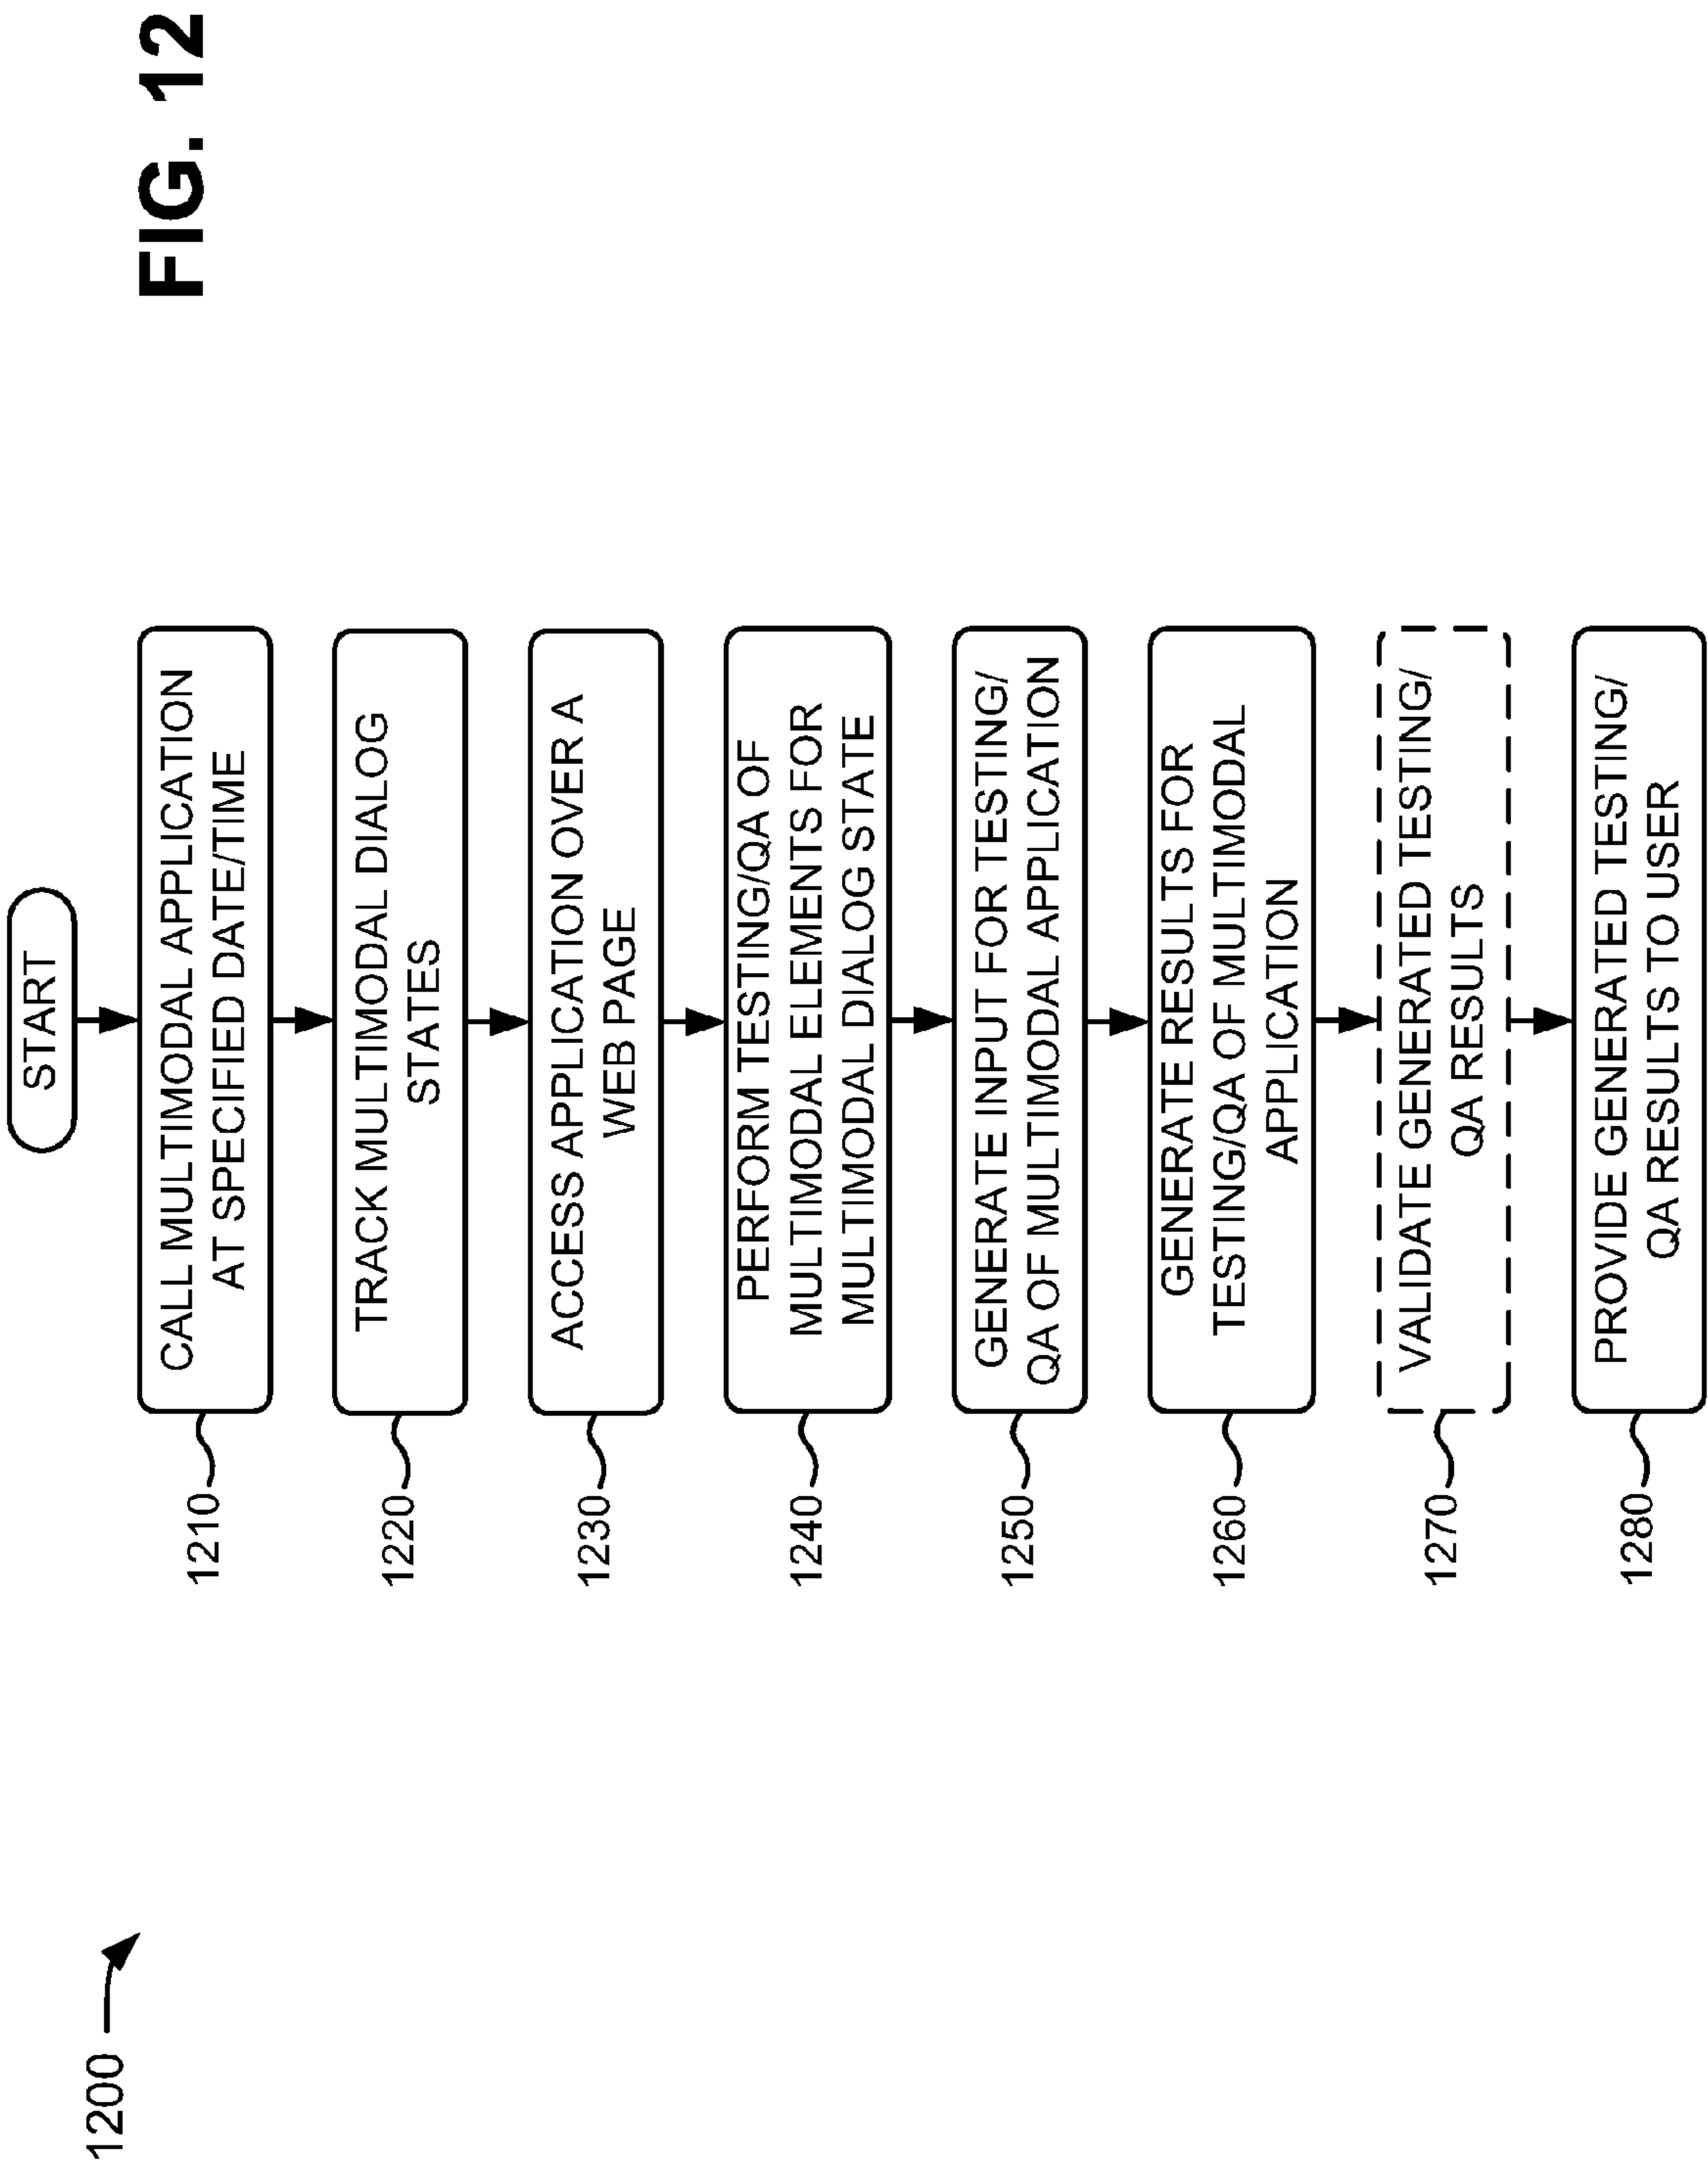 FIG. 12
1200
START
1210
CALL MULTIMODAL APPLICATION
AT SPECIFIED DATE/TIME
1220
TRACK MULTIMODAL DIALOG
STATES
1230
ACCESS APPLICATION OVER A
WEB PAGE
1240
PERFORM TESTING/QA OF
MULTIMODAL ELEMENTS FOR
MULTIMODAL DIALOG STATE
1250
GENERATE INPUT FOR TESTING/
QA OF MULTIMODAL APPLICATION
1260
GENERATE RESULTS FOR
TESTING/QA OF MULTIMODAL
APPLICATION
1270
VALIDATE GENERATED TESTING/
QA RESULTS
1280
PROVIDE GENERATED TESTING/
QA RESULTS TO USER